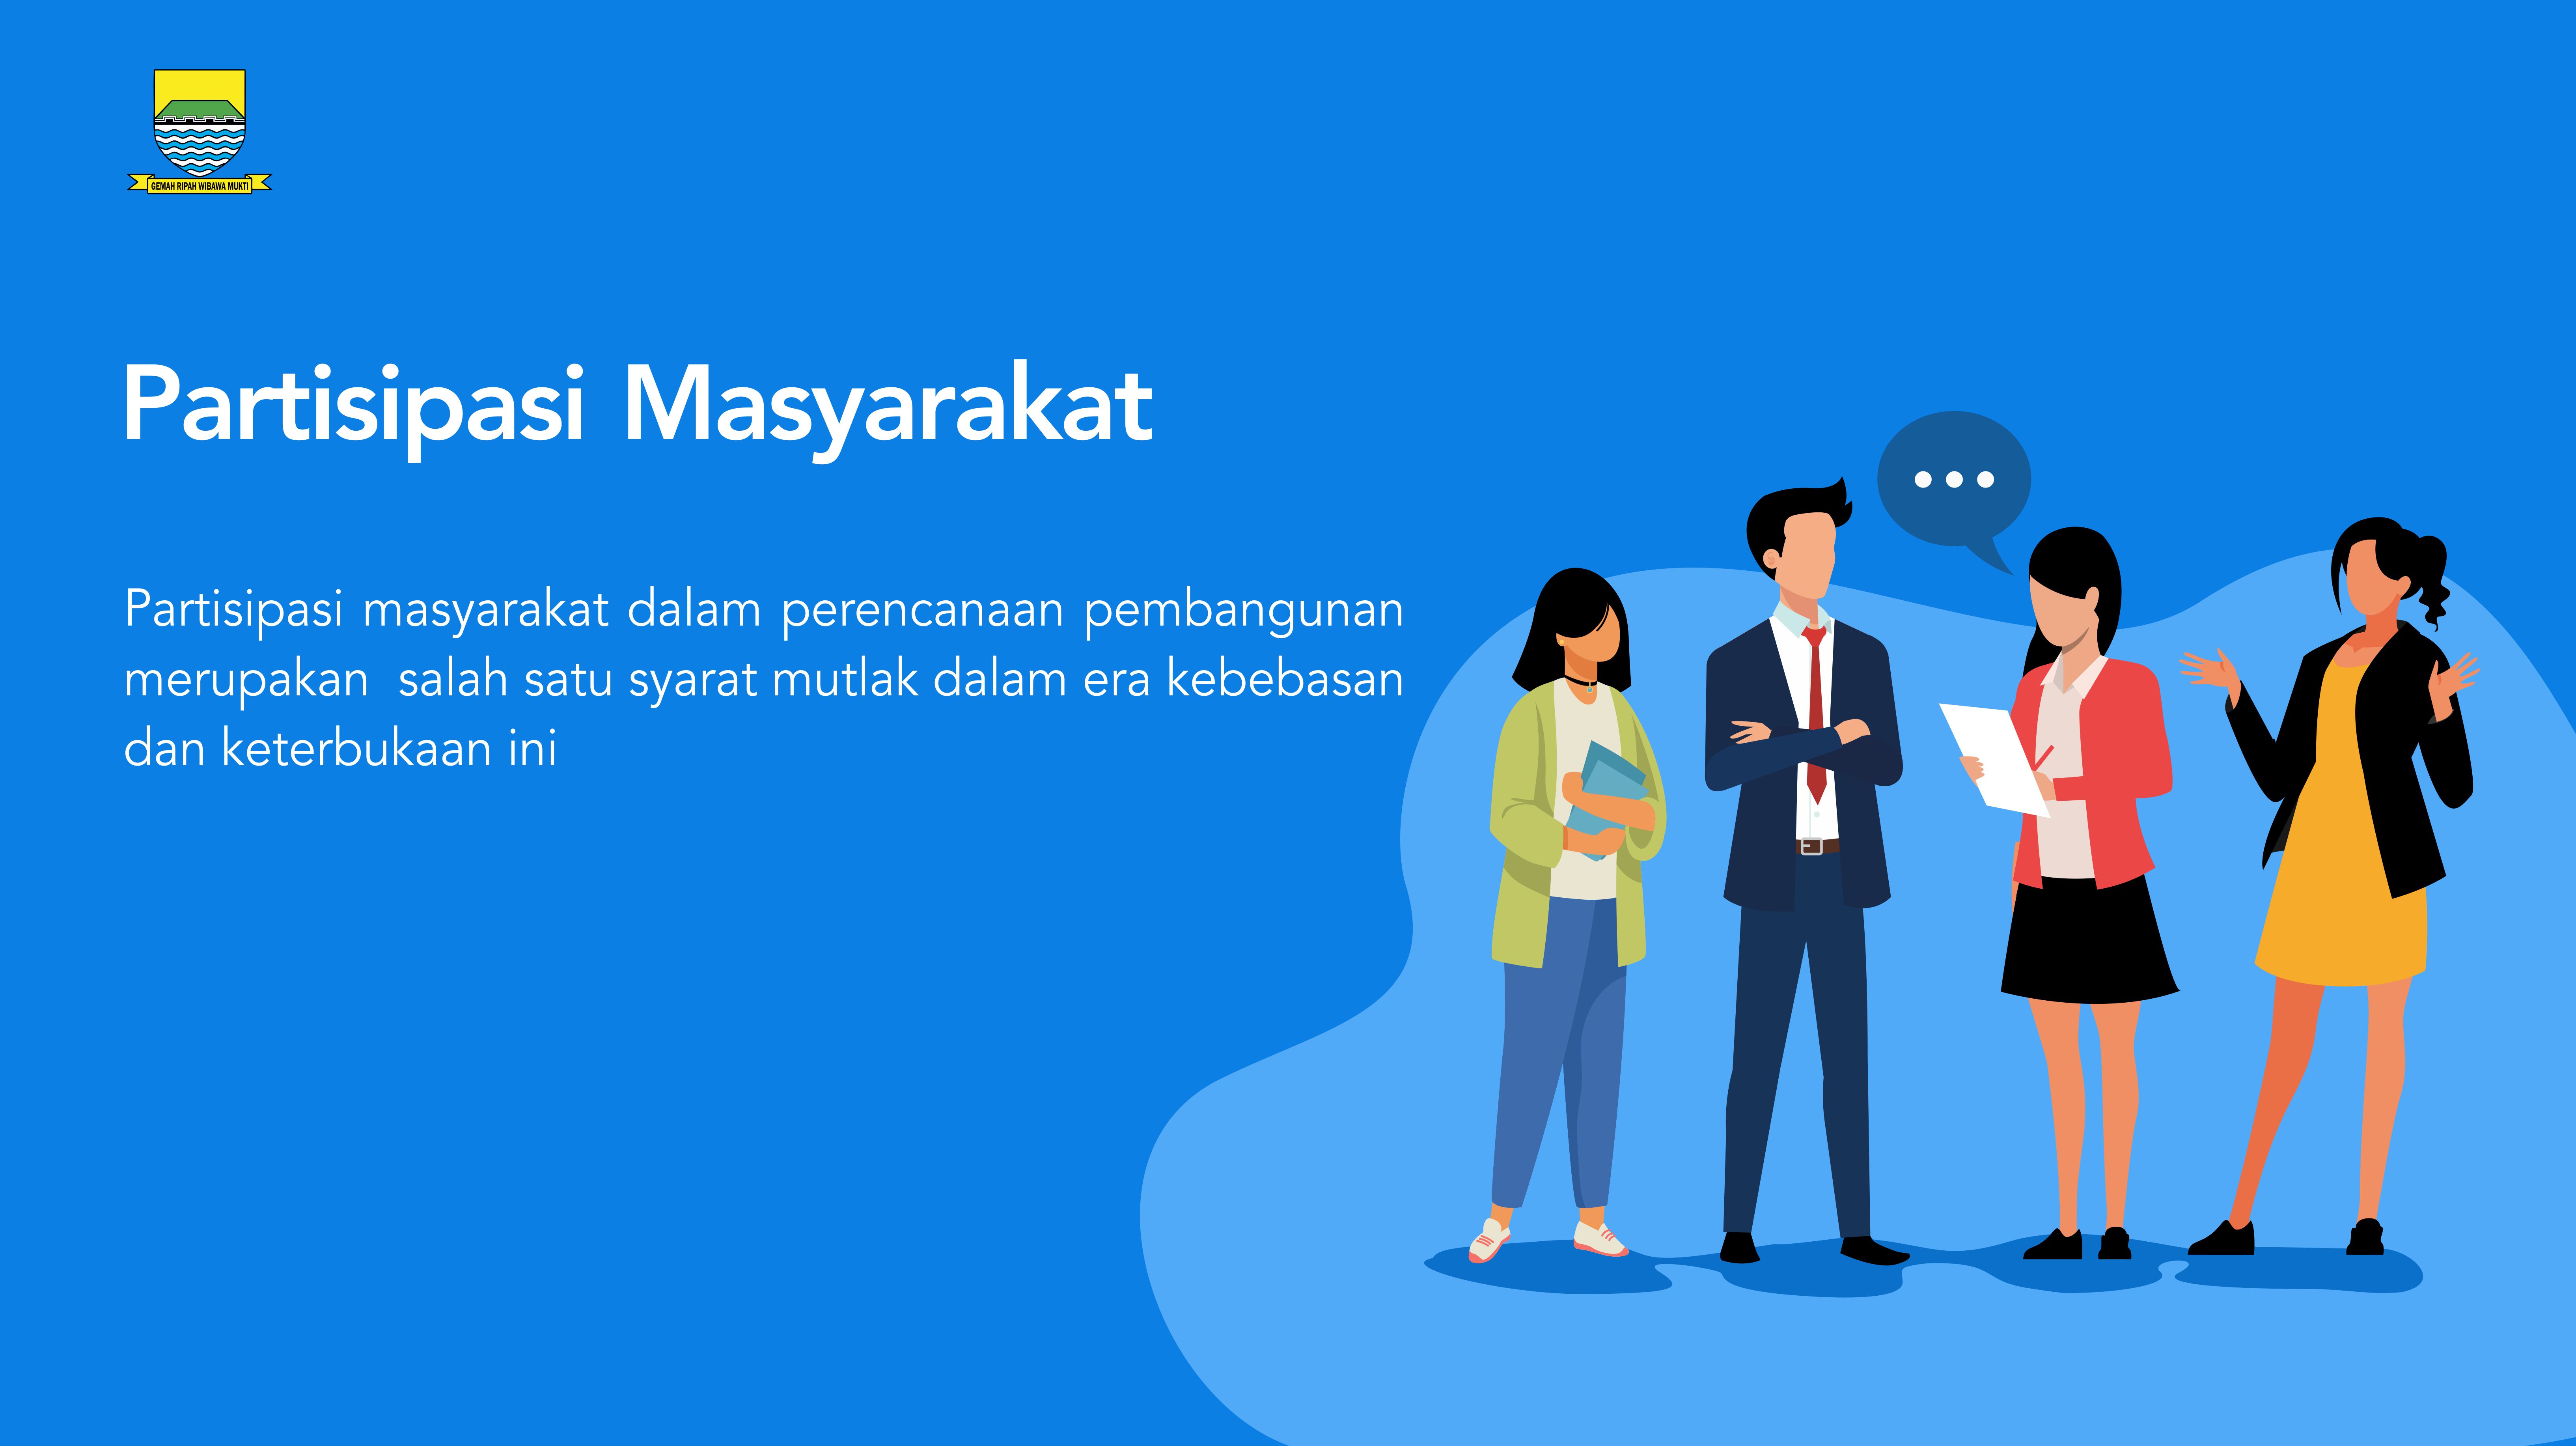 GEMAH RIPAH WIBAWA MUKTI
Partisipasi Masyarakat
Partisipasi masyarakat dalam perencanaan pembangunan
merupakan  salah satu syarat mutlak dalam era kebebasan
dan keterbukaan ini